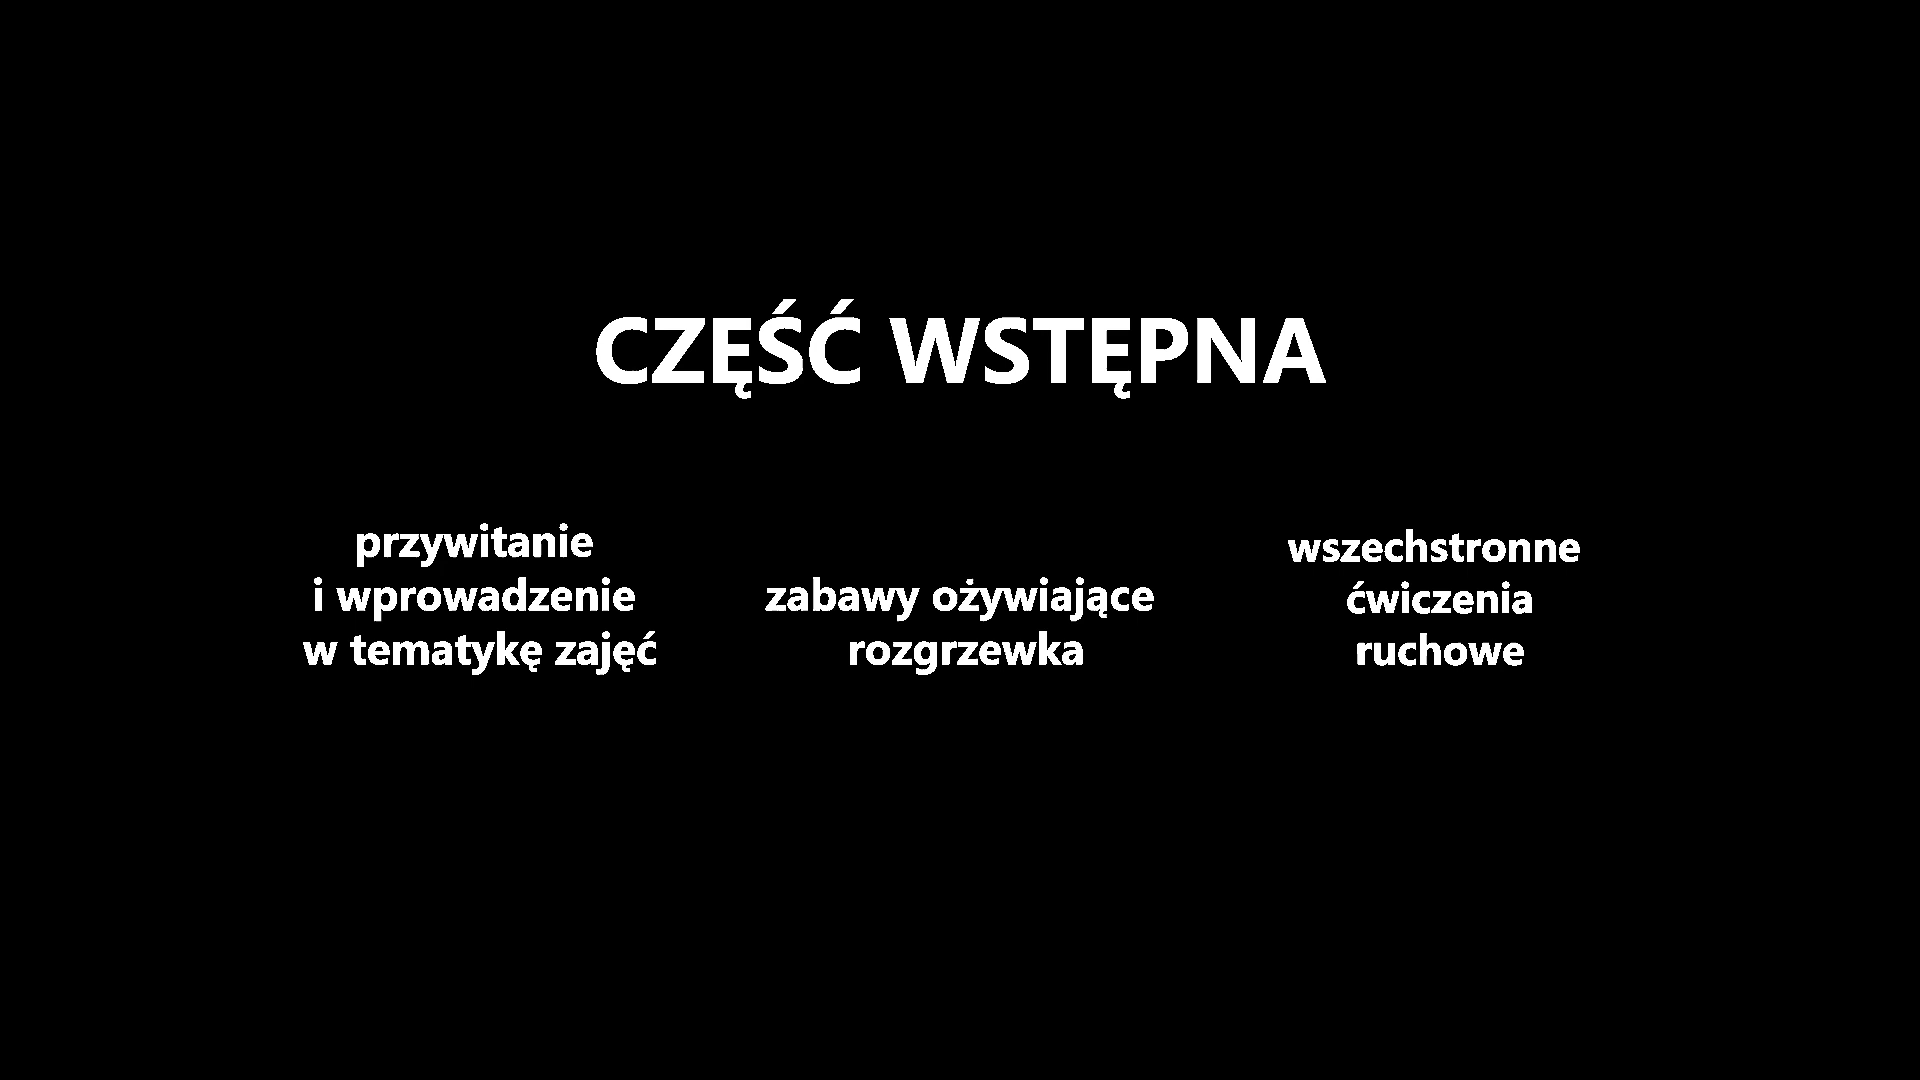 CZĘŚĆ WSTĘPNA
przywitanie
i wprowadzenie
w tematykę zajęć
zabawy ożywiające
rozgrzewka
wszechstronne
ćwiczenia
ruchowe